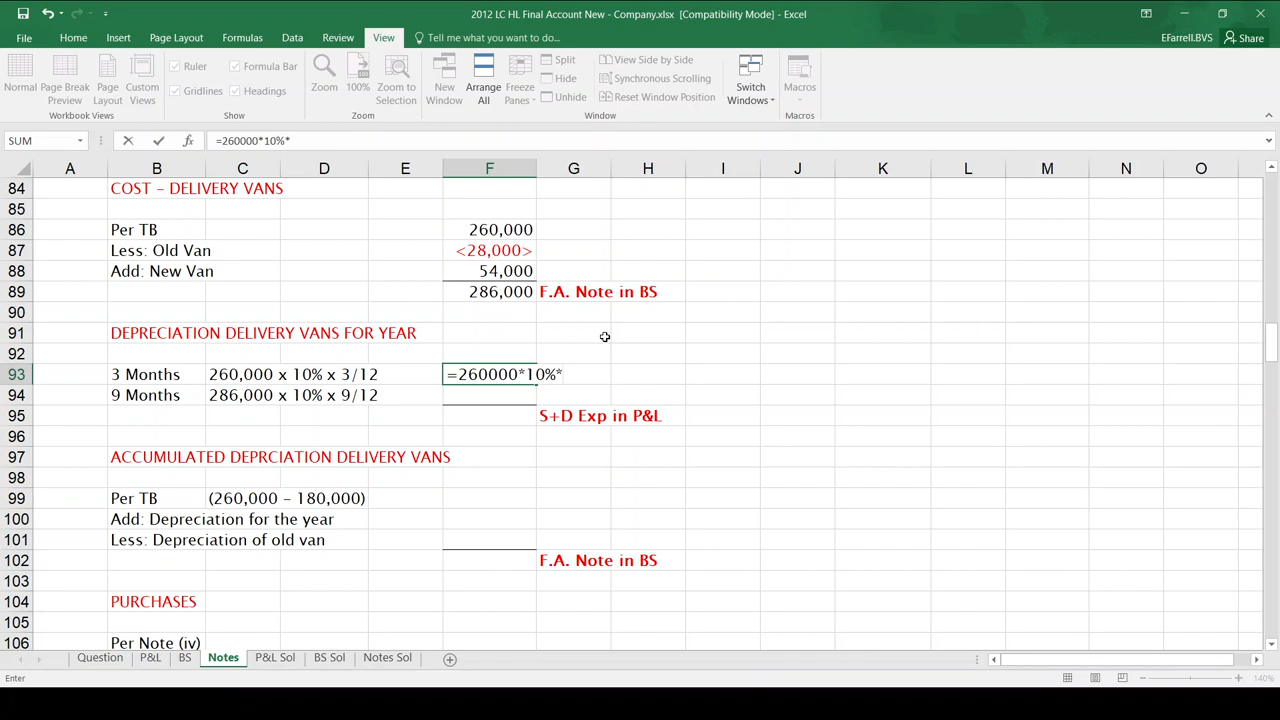 2012 LC HL Final Account New - Company.xlsx [Compatibility Mode] - Excel
File Home Insert Page Layout Formulas Data Review View Tell me what you want to do... EFarrell.BVS Share
Normal Page Break Preview Page Layout Custom Views Ruler Formula Bar Gridlines Headings Zoom 100% Zoom to Selection New Window Arrange All Freeze Panes Split Hide Unhide View Side by Side Synchronous Scrolling Reset Window Position Switch Windows Macros
Workbook Views Show Zoom Window Macros
SUM fx =260000*10%*
A B C D E F G H I J K L M N O
84 COST – DELIVERY VANS
85
86 Per TB 260,000
87 Less: Old Van <28,000>
88 Add: New Van 54,000
89 286,000 F.A. Note in BS
90
91 DEPRECIATION DELIVERY VANS FOR YEAR
92
93 3 Months 260,000 x 10% x 3/12 =260000*10%*
94 9 Months 286,000 x 10% x 9/12
95 S+D Exp in P&L
96
97 ACCUMULATED DEPRCIATION DELIVERY VANS
98
99 Per TB (260,000 – 180,000)
100 Add: Depreciation for the year
101 Less: Depreciation of old van
102 F.A. Note in BS
103
104 PURCHASES
105
106 Per Note (iv)
Question P&L BS Notes P&L Sol BS Sol Notes Sol
Enter 140%